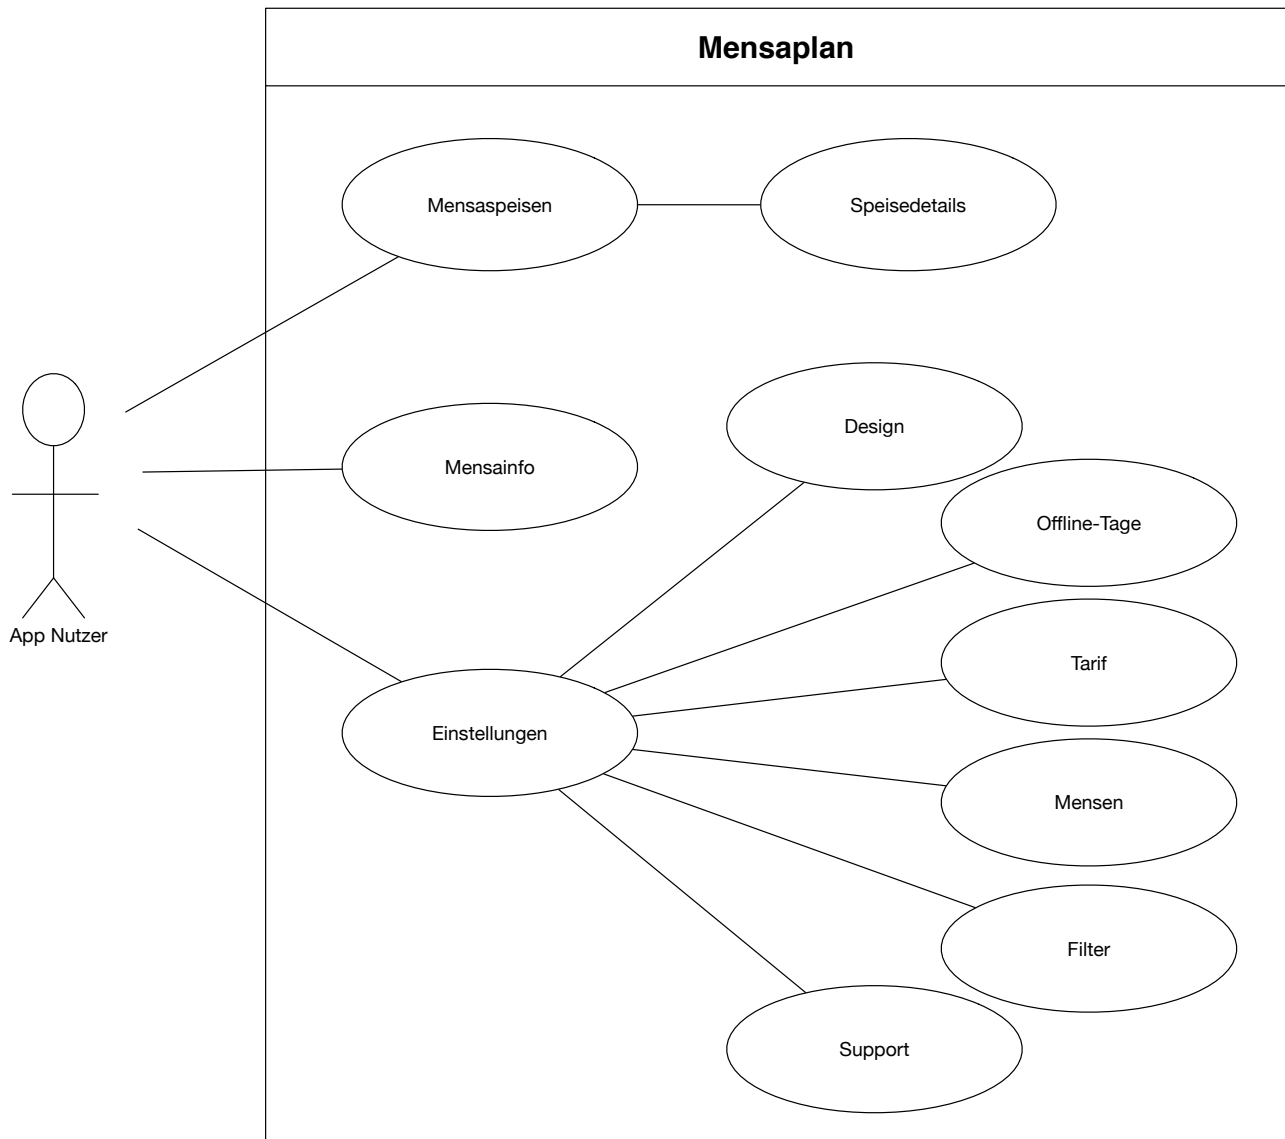 Mensaplan
Mensaspeisen
Speisedetails
Design
Mensainfo
Offline-Tage
App Nutzer
Tarif
Einstellungen
Mensen
Filter
Support